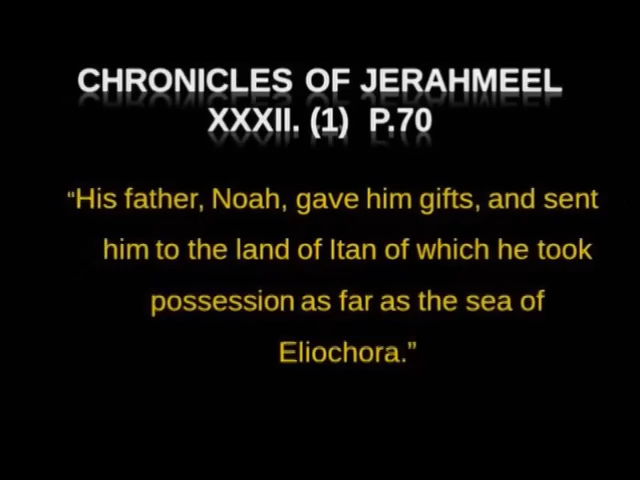 CHRONICLES OF JERAHMEEL
XXXII. (1) P.70
“His father, Noah, gave him gifts, and sent
him to the land of Itan of which he took
possession as far as the sea of
Eliochora.”